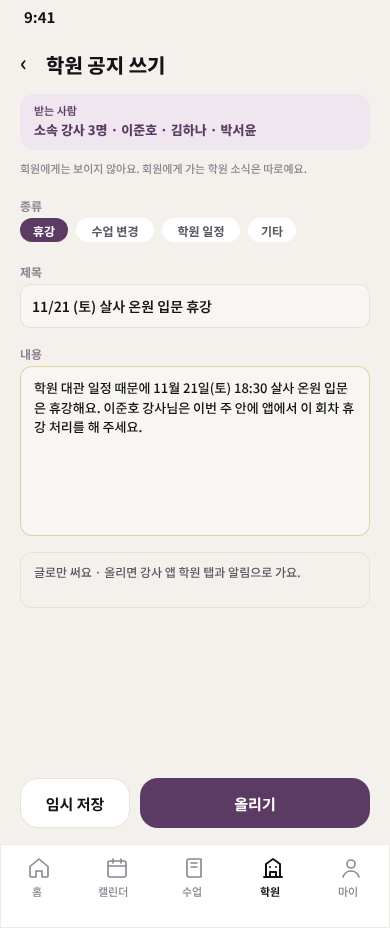 9:41
‹ 학원 공지 쓰기
받는 사람
소속 강사 3명 · 이준호 · 김하나 · 박서윤
회원에게는 보이지 않아요. 회원에게 가는 학원 소식은 따로예요.
종류
휴강 수업 변경 학원 일정 기타
제목
11/21 (토) 살사 온원 입문 휴강
내용
학원 대관 일정 때문에 11월 21일(토) 18:30 살사 온원 입문
은 휴강해요. 이준호 강사님은 이번 주 안에 앱에서 이 회차 휴
강 처리를 해 주세요.
글로만 써요 · 올리면 강사 앱 학원 탭과 알림으로 가요.
임시 저장 올리기
홈 캘린더 수업 학원 마이